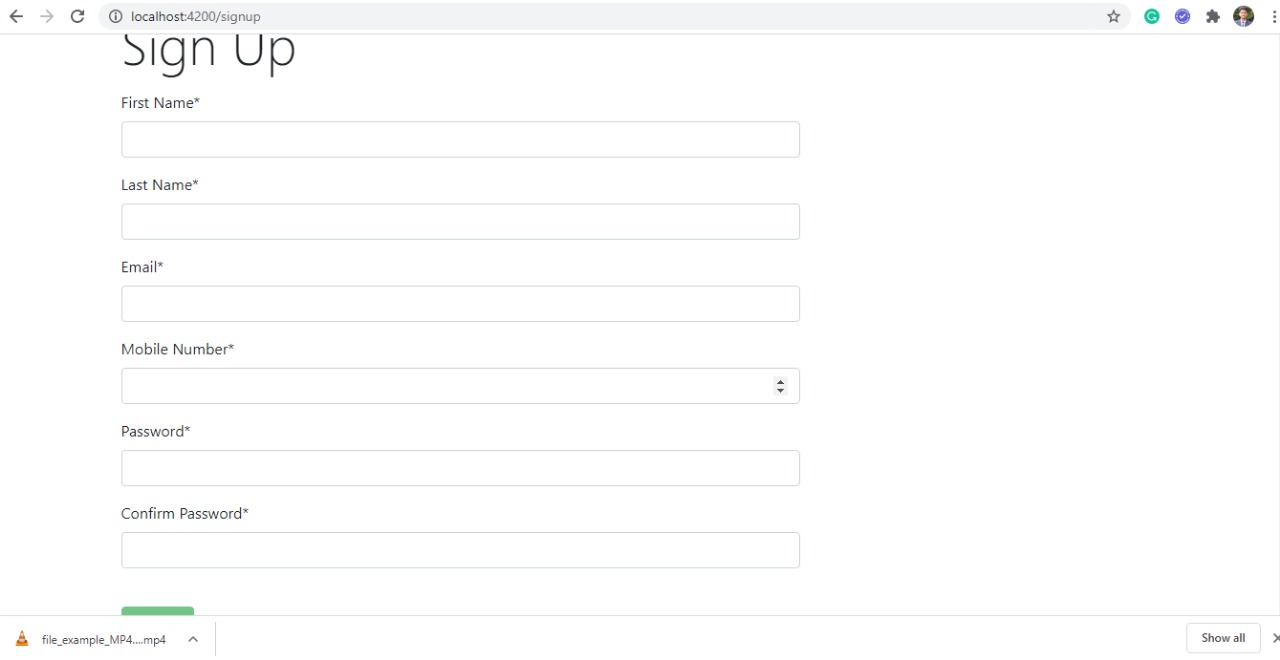 localhost:4200/signup
Sign Up
First Name*
Last Name*
Email*
Mobile Number*
Password*
Confirm Password*
file_example_MP4....mp4
Show all